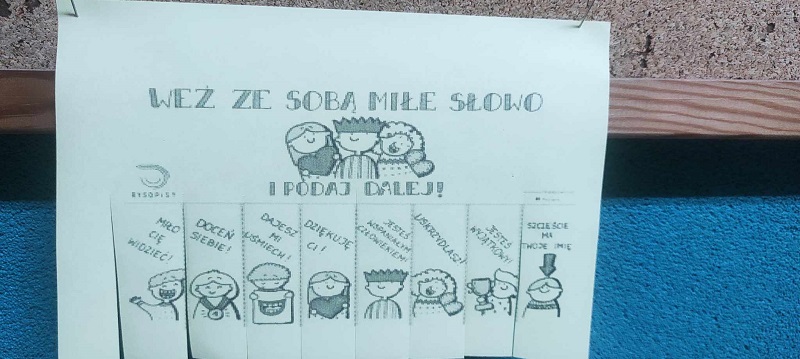 WEŹ ZE SOBĄ MIŁE SŁOWO
I PODAJ DALEJ!
RYSOPISY
MIŁO
CIĘ
WIDZIEĆ!
DOCEŃ
SIEBIE!
DAJESZ
MI
UŚMIECH!
DZIĘKUJĘ
CI!
JESTEŚ
WSPANIAŁYM
CZŁOWIEKIEM!
USKRZYDLASZ!
JESTEŚ
WYJĄTKOWY!
SZCZĘŚCIE
MA
TWOJE IMIĘ